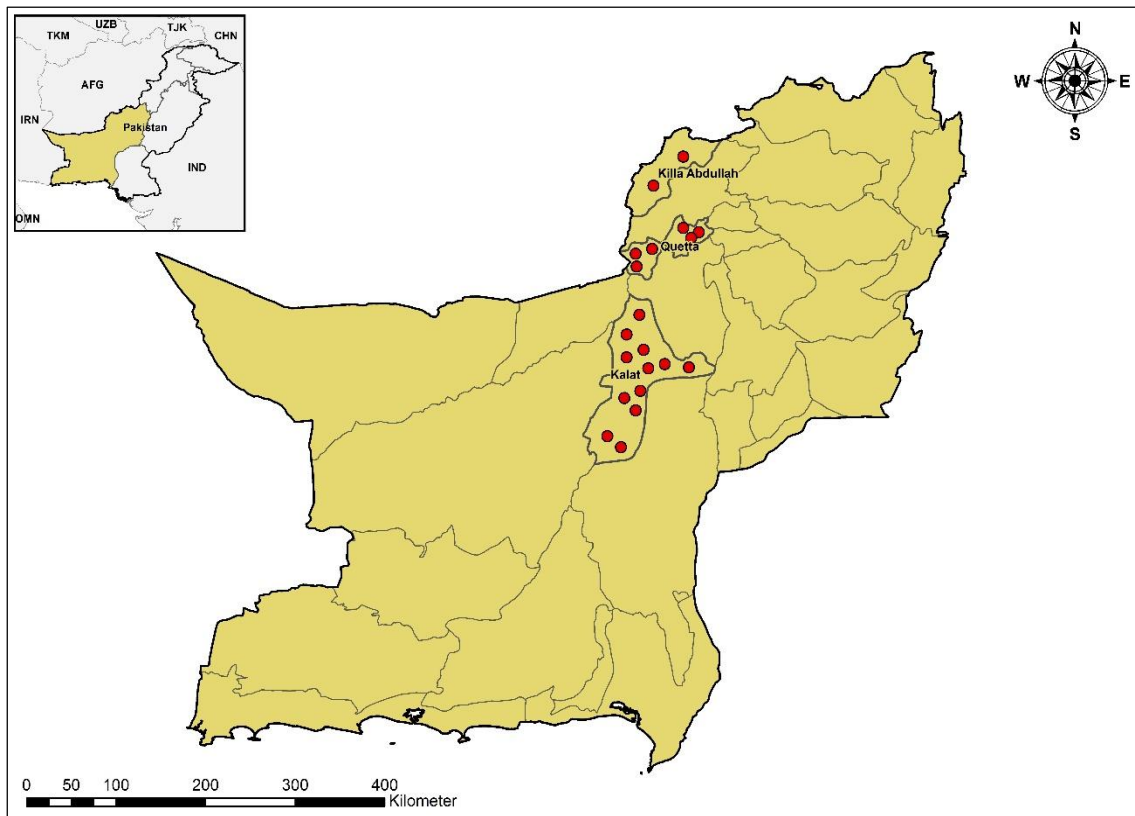 UZB
TJK
TKM
CHN
AFG
IRN
Pakistan
IND
OMN
N
W
E
S
Killa Abdullah
Quetta
Kalat
0 50 100 200 300 400
Kilometer